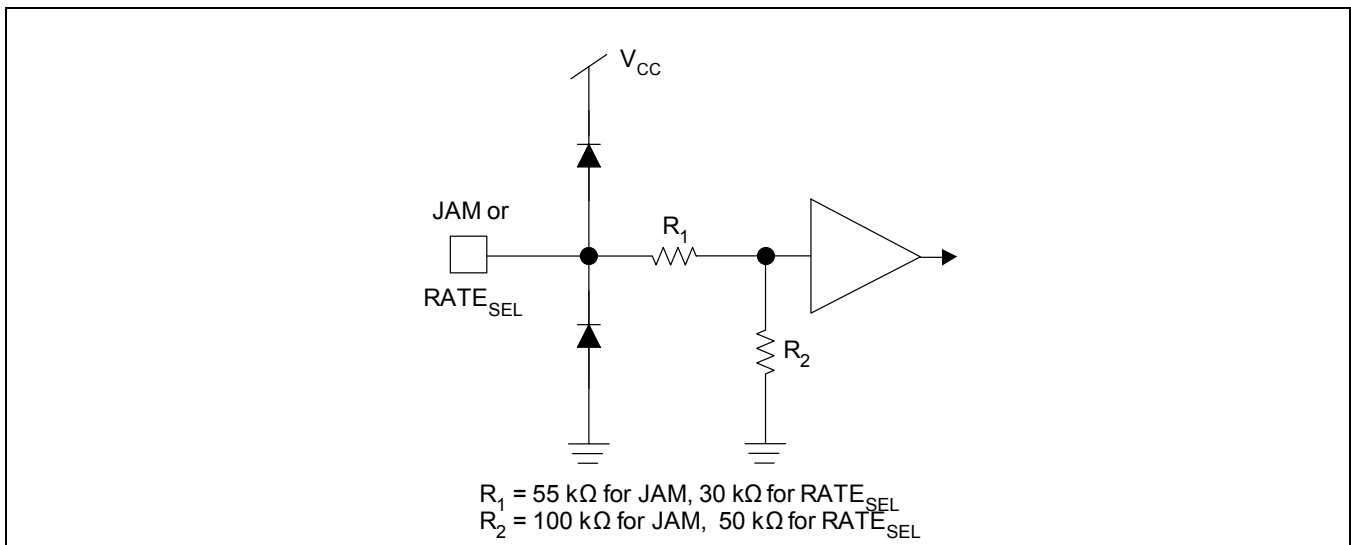 V_CC
JAM or
RATE_SEL
R_1
R_2
R_1 = 55 kΩ for JAM, 30 kΩ for RATE_SEL
R_2 = 100 kΩ for JAM, 50 kΩ for RATE_SEL